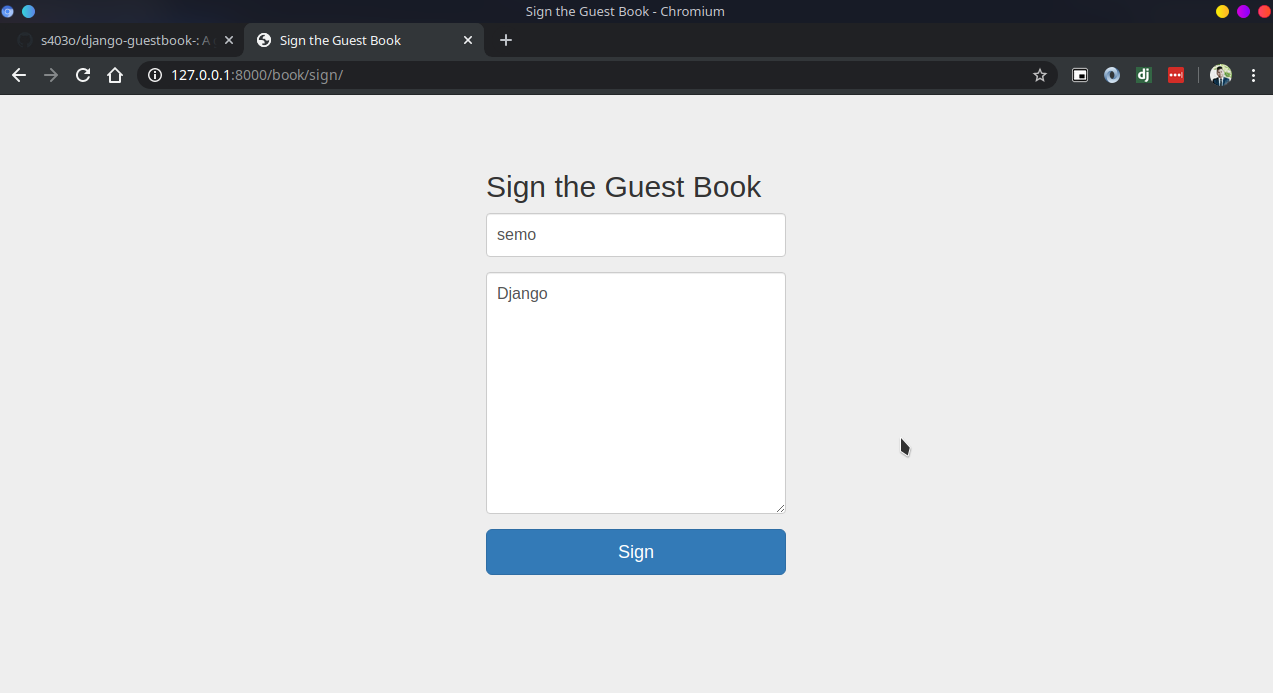 Sign the Guest Book - Chromium
s403o/django-guestbook-: A
Sign the Guest Book
127.0.0.1:8000/book/sign/
dj
Sign the Guest Book
semo
Django
Sign